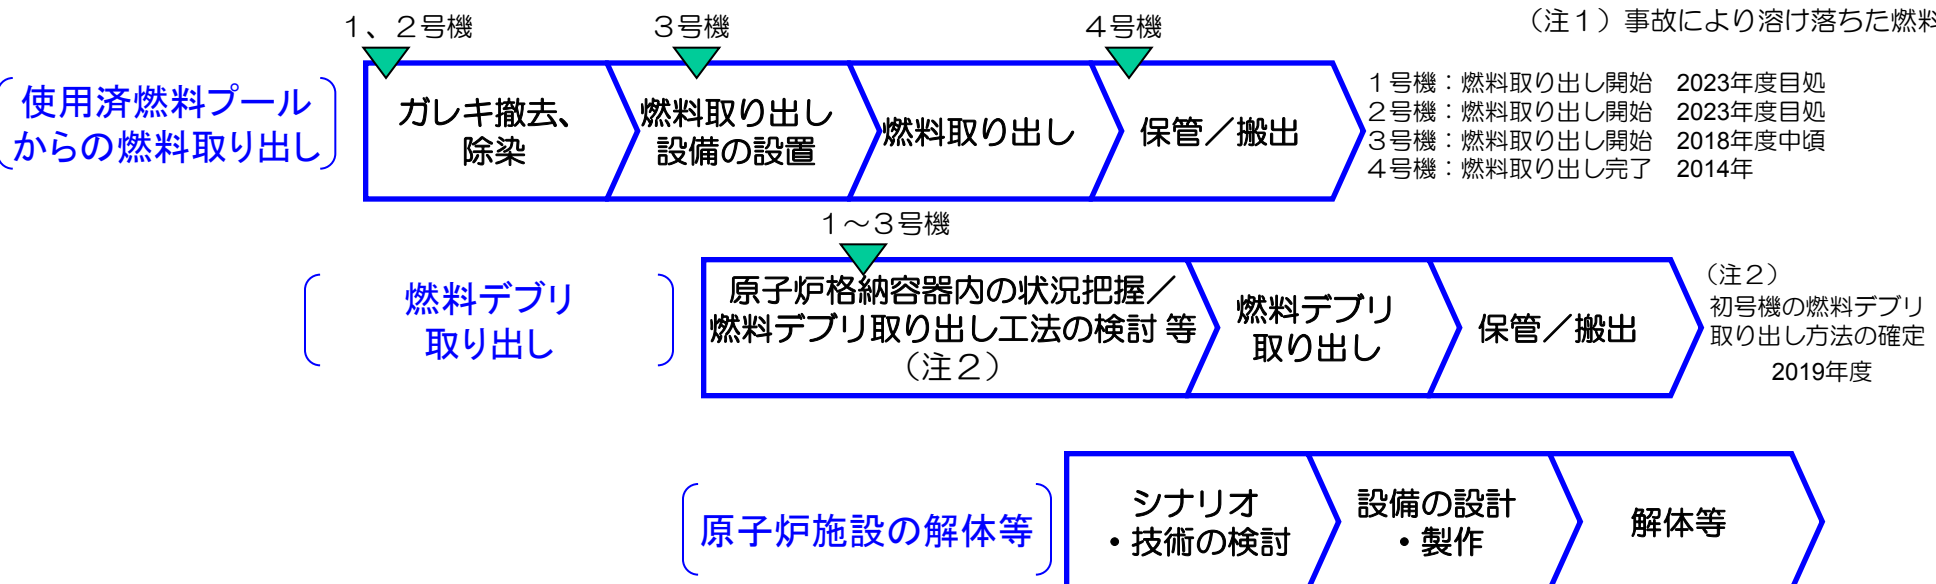 （注１）事故により溶け落ちた燃料
１、２号機
３号機
４号機
使用済燃料プール
からの燃料取り出し
ガレキ撤去、
除染
燃料取り出し
設備の設置
燃料取り出し
保管／搬出
１号機：燃料取り出し開始　2023年度目処
２号機：燃料取り出し開始　2023年度目処
３号機：燃料取り出し開始　2018年度中頃
４号機：燃料取り出し完了　2014年
１～３号機
燃料デブリ
取り出し
原子炉格納容器内の状況把握／
燃料デブリ取り出し工法の検討 等
（注２）
燃料デブリ
取り出し
保管／搬出
（注２）
初号機の燃料デブリ
取り出し方法の確定
2019年度
原子炉施設の解体等
シナリオ
・技術の検討
設備の設計
・製作
解体等